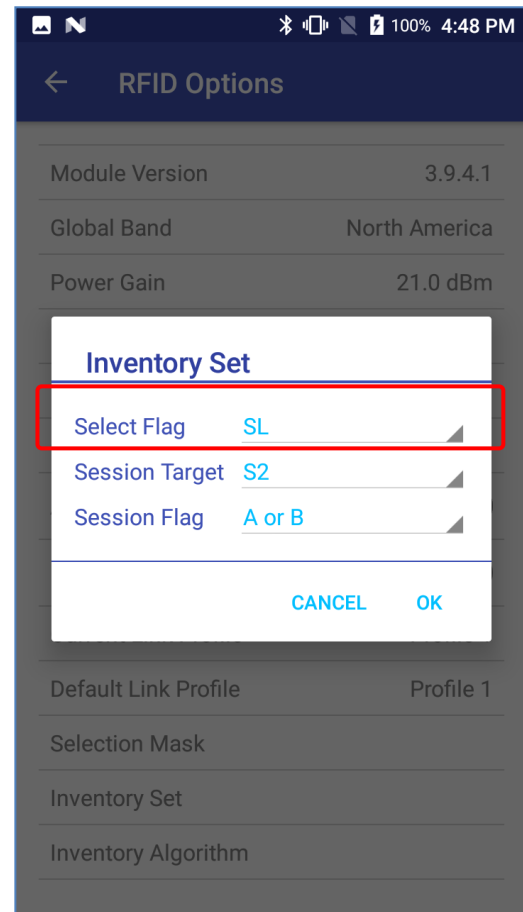 100% 4:48 PM
RFID Options
Module Version 3.9.4.1
Global Band North America
Power Gain 21.0 dBm
Inventory Set
Select Flag SL
Session Target S2
Session Flag A or B
CANCEL OK
Default Link Profile Profile 1
Selection Mask
Inventory Set
Inventory Algorithm